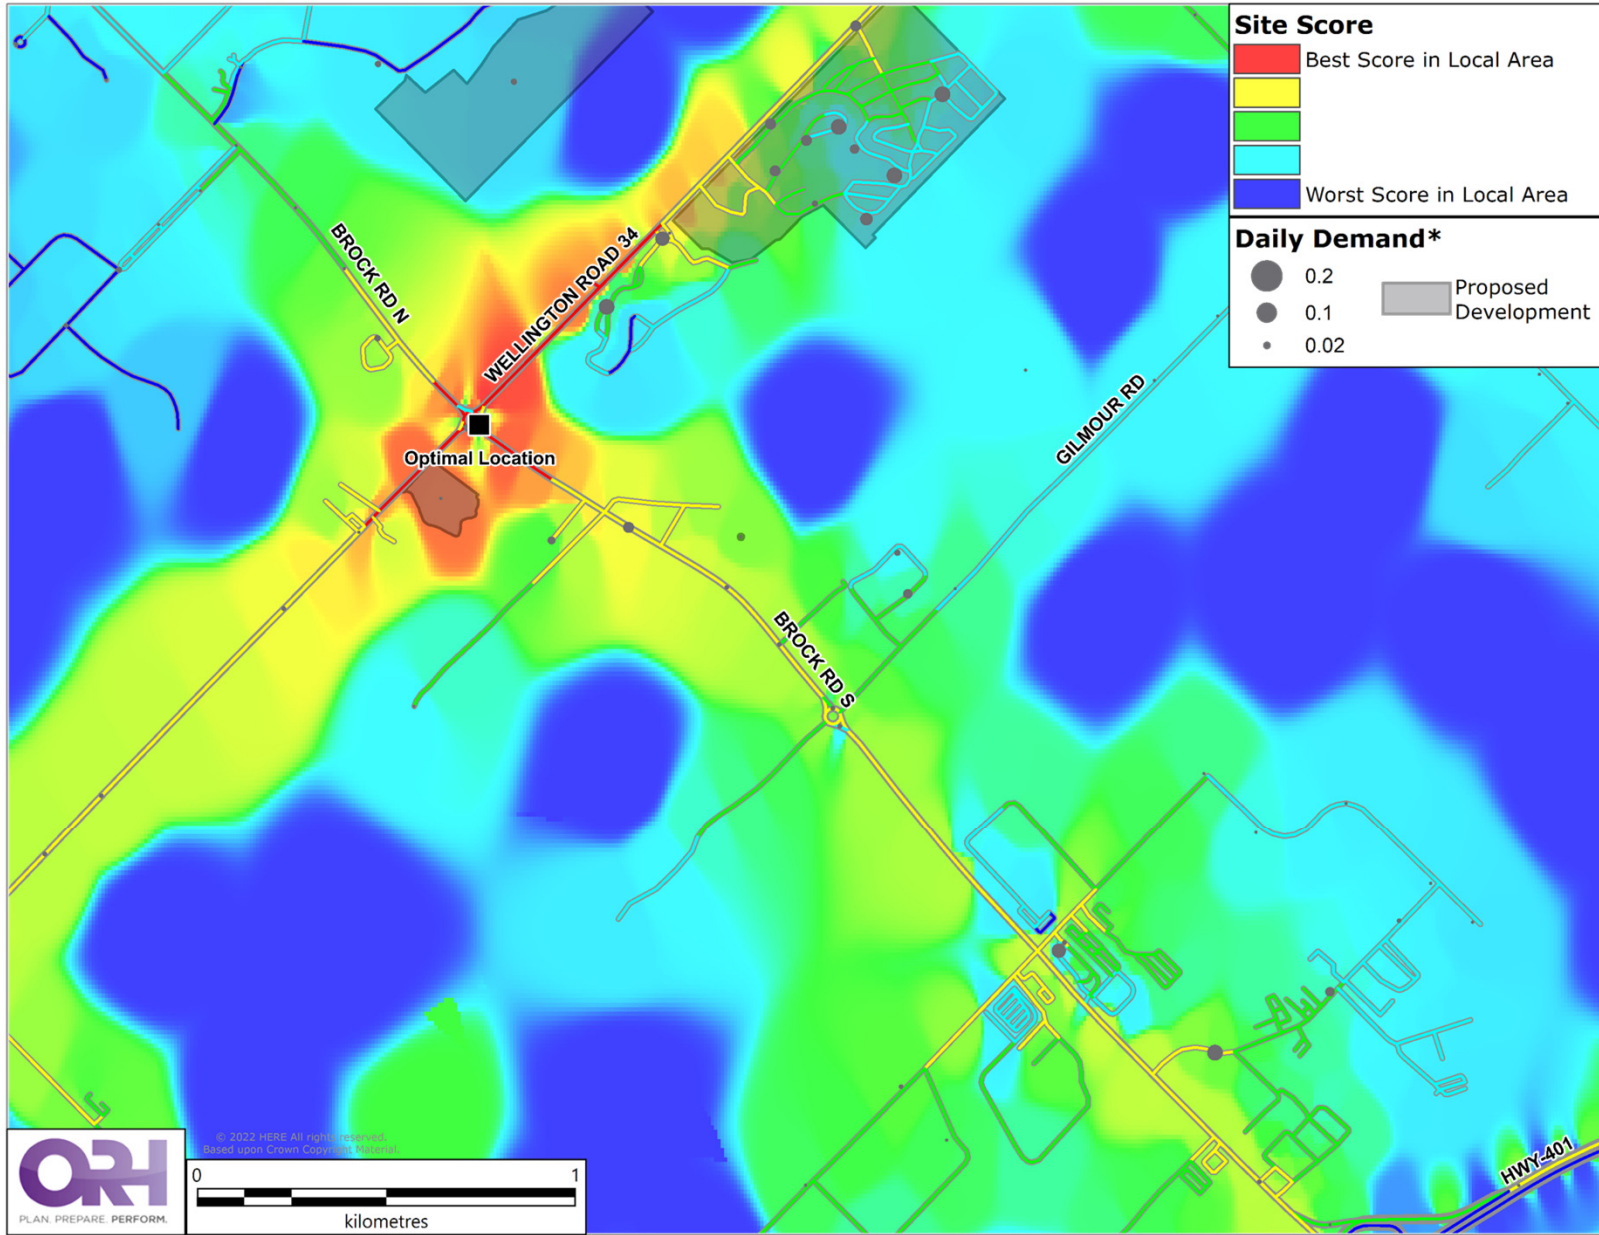 Site Score
Best Score in Local Area
Worst Score in Local Area
Daily Demand*
0.2
0.1
0.02
Proposed
Development
BROCK RD N
WELLINGTON ROAD 34
GILMOUR RD
Optimal Location
BROCK RD S
HWY-401
ORH
PLAN. PREPARE. PERFORM.
© 2022 HERE All rights reserved.
Based upon Crown Copyright Material.
0 1
kilometres